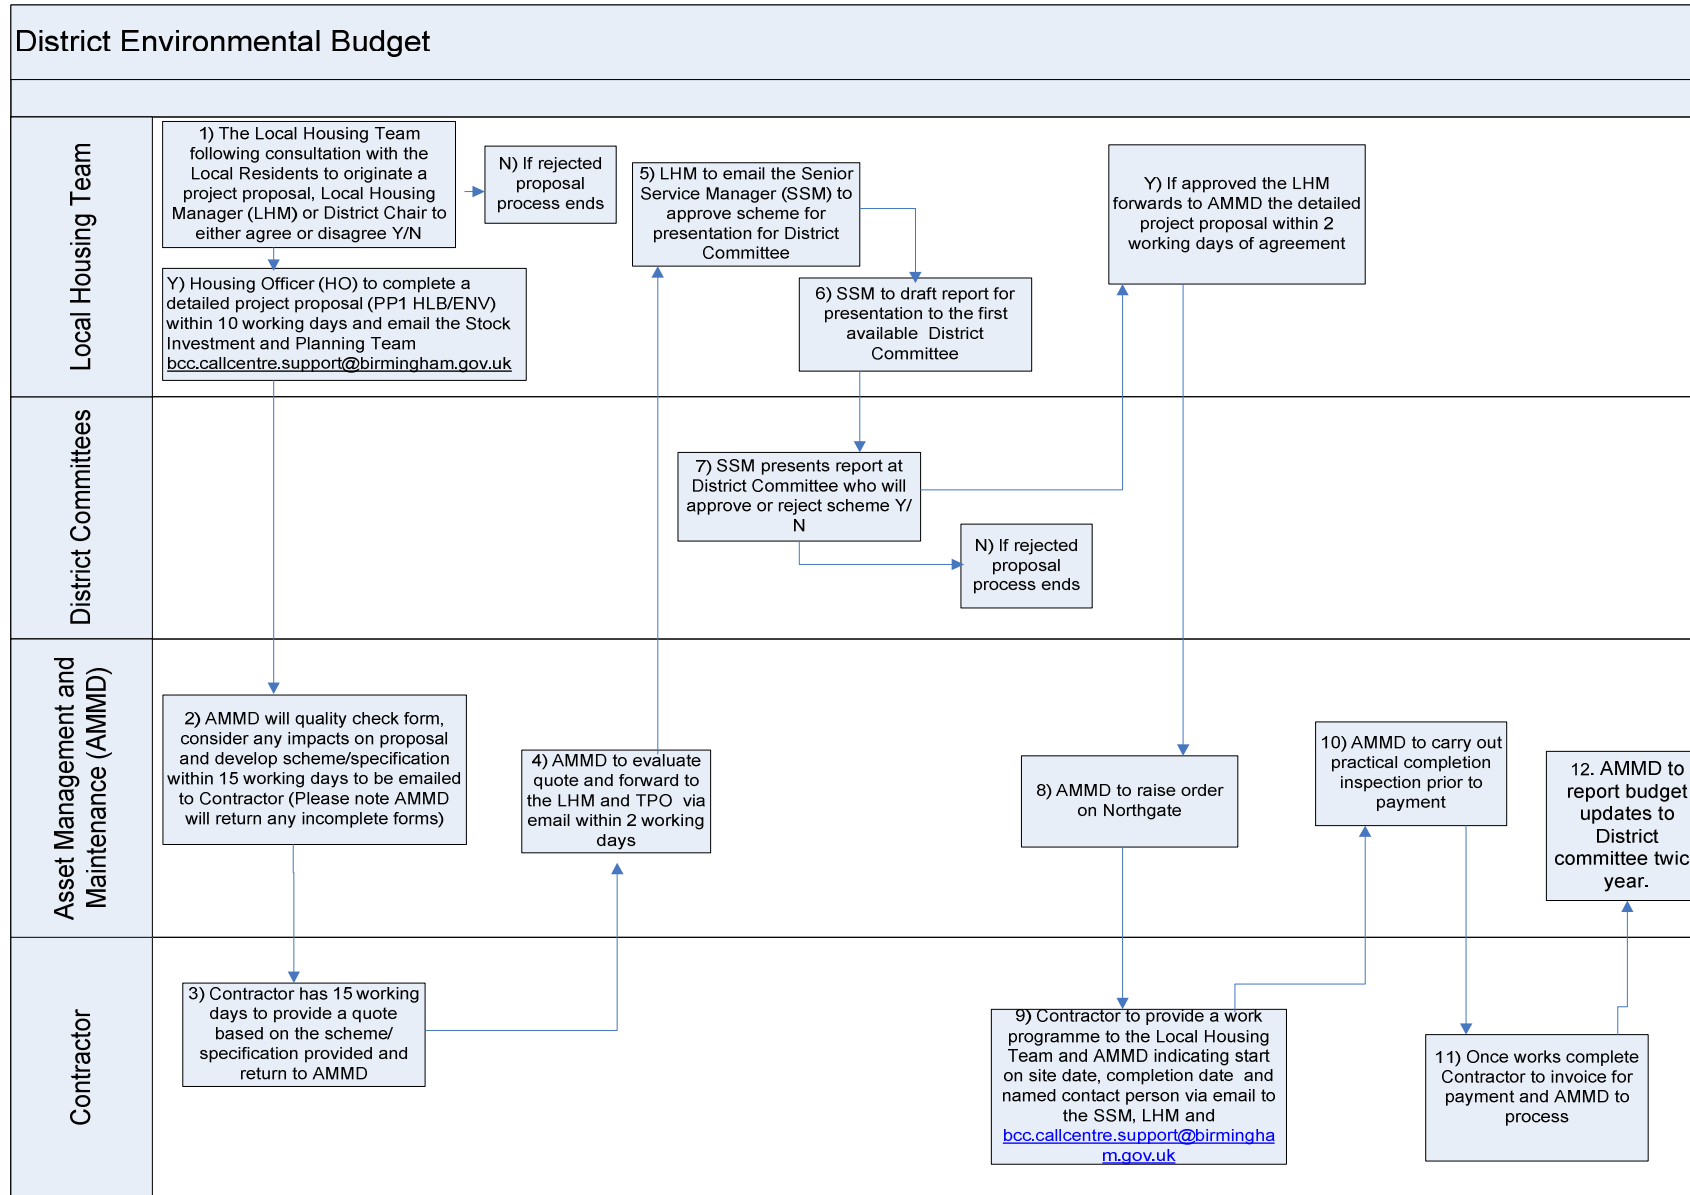 District Environmental Budget
Local Housing Team
1) The Local Housing Team
following consultation with the
Local Residents to originate a
project proposal, Local Housing
Manager (LHM) or District Chair to
either agree or disagree Y/N
N) If rejected
proposal
process ends
Y) Housing Officer (HO) to complete a
detailed project proposal (PP1 HLB/ENV)
within 10 working days and email the Stock
Investment and Planning Team
bcc.callcentre.support@birmingham.gov.uk
5) LHM to email the Senior
Service Manager (SSM) to
approve scheme for
presentation for District
Committee
6) SSM to draft report for
presentation to the first
available District
Committee
Y) If approved the LHM
forwards to AMMD the detailed
project proposal within 2
working days of agreement
District Committees
7) SSM presents report at
District Committee who will
approve or reject scheme Y/
N
N) If rejected
proposal
process ends
Asset Management and
Maintenance (AMMD)
2) AMMD will quality check form,
consider any impacts on proposal
and develop scheme/specification
within 15 working days to be emailed
to Contractor (Please note AMMD
will return any incomplete forms)
4) AMMD to evaluate
quote and forward to
the LHM and TPO via
email within 2 working
days
8) AMMD to raise order
on Northgate
10) AMMD to carry out
practical completion
inspection prior to
payment
12. AMMD to
report budget
updates to
District
committee twic
year.
Contractor
3) Contractor has 15 working
days to provide a quote
based on the scheme/
specification provided and
return to AMMD
9) Contractor to provide a work
programme to the Local Housing
Team and AMMD indicating start
on site date, completion date and
named contact person via email to
the SSM, LHM and
bcc.callcentre.support@birmingha
m.gov.uk
11) Once works complete
Contractor to invoice for
payment and AMMD to
process